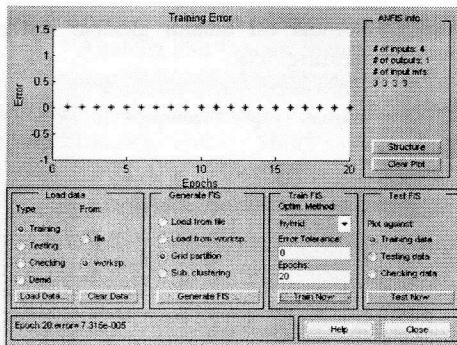 Training Error
1.5
1
0.5
0
-0.5
-1
Error
0
5
10
15
20
Epochs
ANFIS info.
# of inputs: 4
# of outputs: 1
# of input mfs:
3 3 3 3
Structure
Clear Plot
Load data
Type:
From:
Training
Testing
Checking
Demo
file
worksp.
Load Data...
Clear Data
Generate FIS
Load from file
Load from worksp.
Grid partition
Sub. clustering
Generate FIS ...
Train FIS
Optim. Method:
hybrid
Error Tolerance:
0
Epochs:
20
Train Now
Test FIS
Plot against:
Training data
Testing data
Checking data
Test Now
Epoch 20:error= 7.315e-005
Help
Close